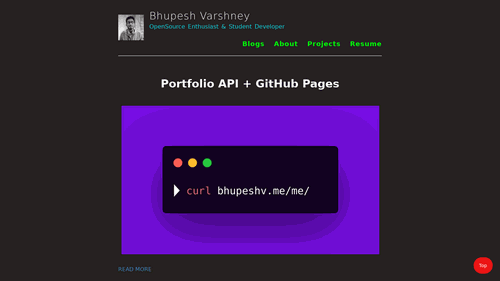 Bhupesh Varshney
OpenSource Enthusiast & Student Developer
Blogs About Projects Resume
Portfolio API + GitHub Pages
curl bhupeshv.me/me/
READ MORE
Top